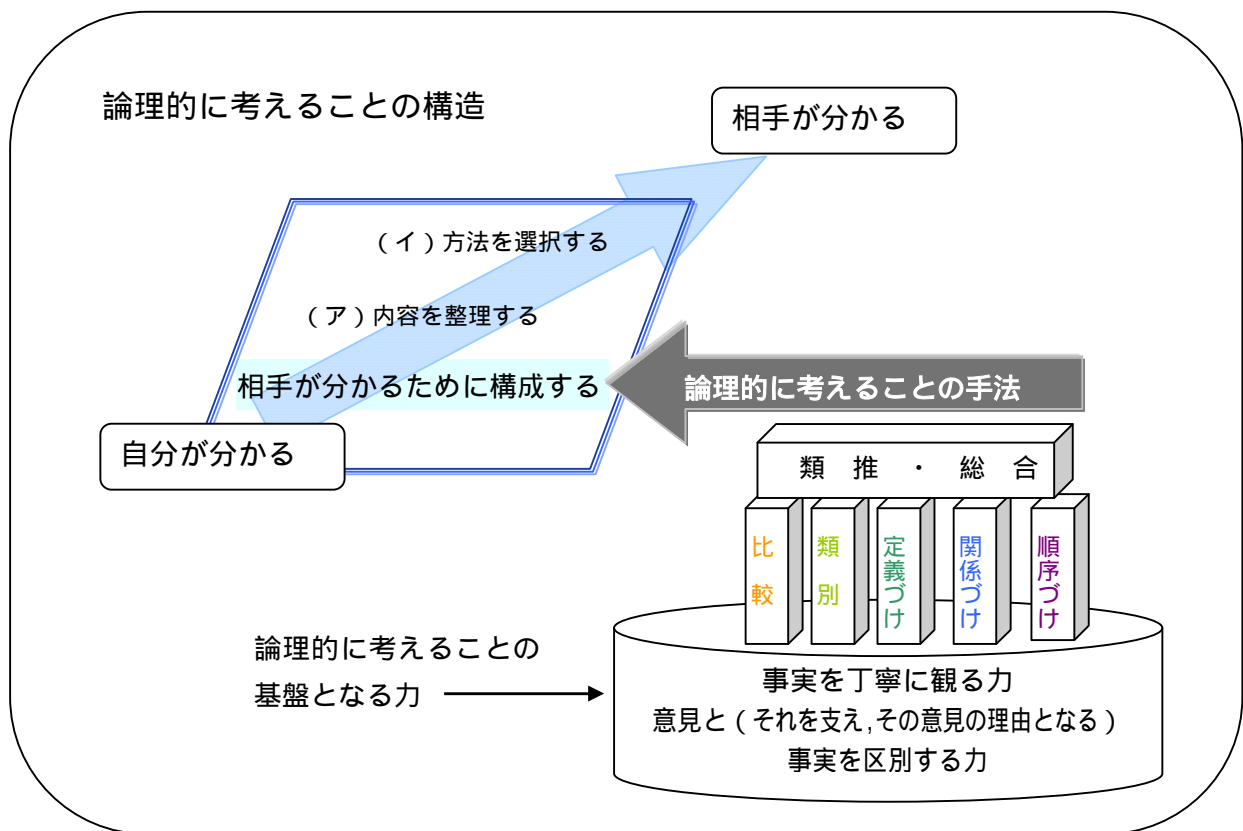 論理的に考えることの構造
相手が分かる
（イ）方法を選択する
（ア）内容を整理する
相手が分かるために構成する
論理的に考えることの手法
自分が分かる
類 推 ・ 総 合
比 較
類 別
定義づけ
関係づけ
順序づけ
論理的に考えることの
基盤となる力
事実を丁寧に観る力
意見と（それを支え,その意見の理由となる）
事実を区別する力